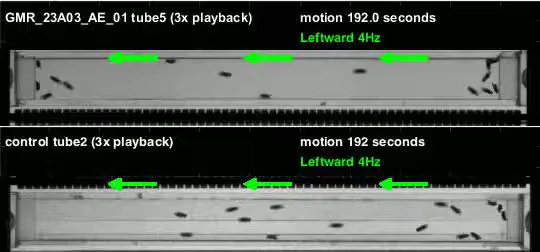 GMR_23A03_AE_01 tube5 (3x playback)
motion 192.0 seconds
Leftward 4Hz
control tube2 (3x playback)
motion 192 seconds
Leftward 4Hz